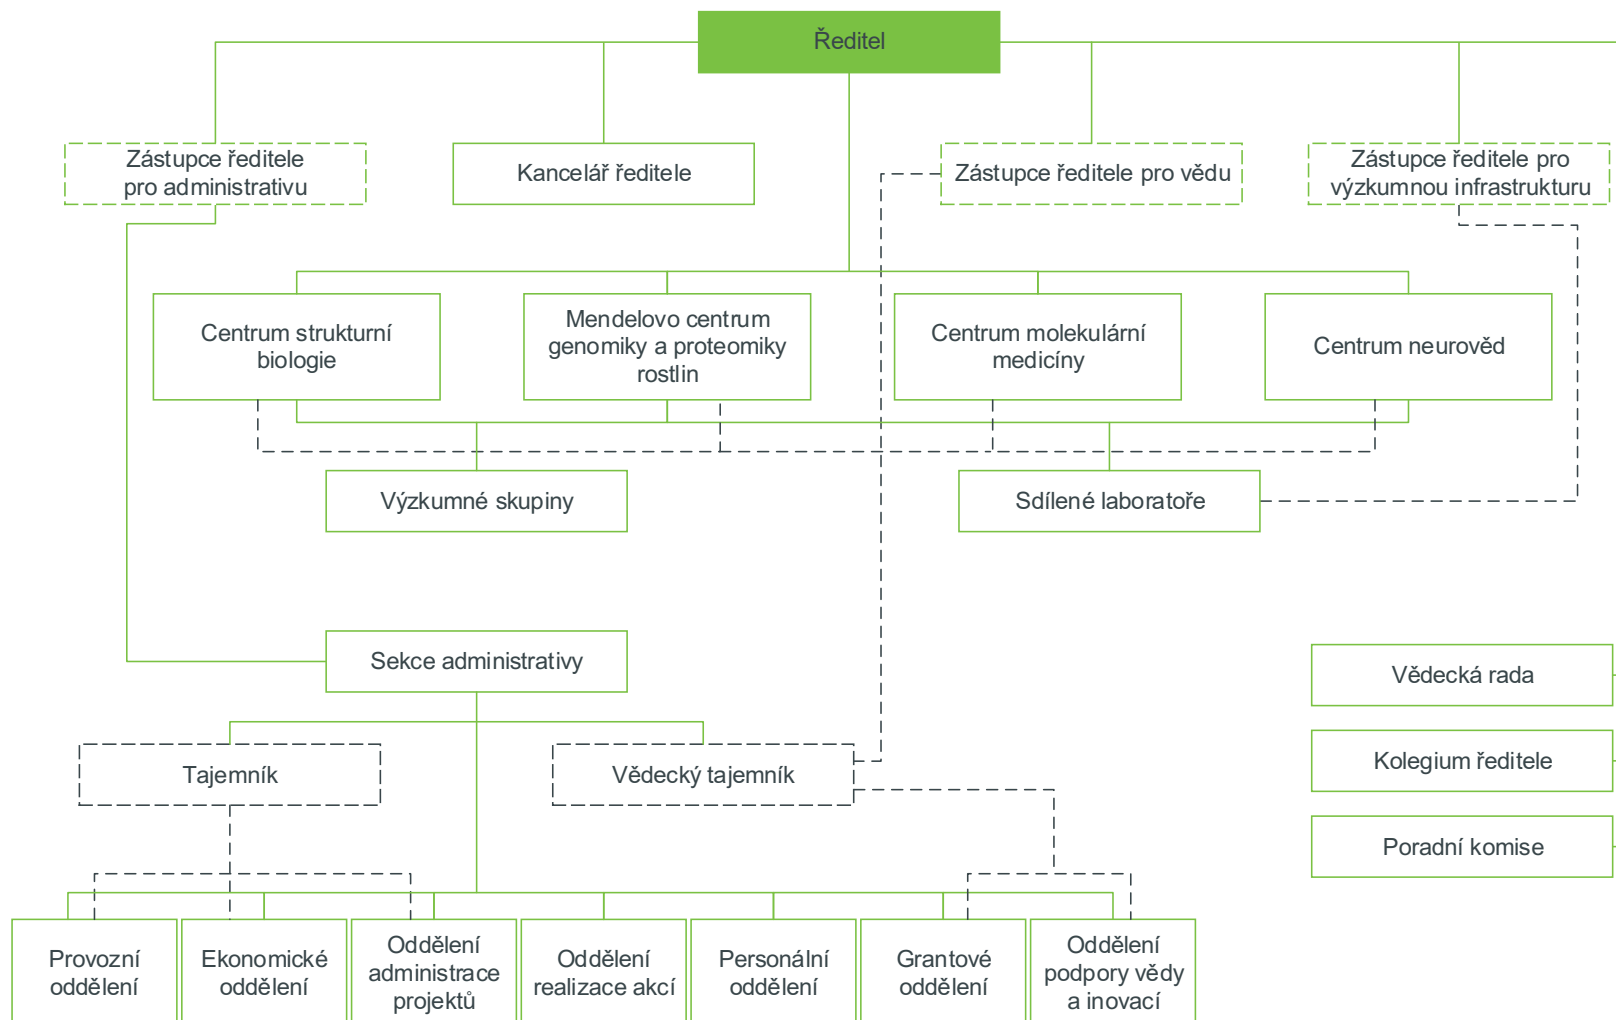 Ředitel
Zástupce ředitele
pro administrativu
Kancelář ředitele
Zástupce ředitele pro vědu
Zástupce ředitele pro
výzkumnou infrastrukturu
Centrum strukturní
biologie
Mendelovo centrum
genomiky a proteomiky
rostlin
Centrum molekulární
medicíny
Centrum neurověd
Výzkumné skupiny
Sdílené laboratoře
Sekce administrativy
Vědecká rada
Tajemník
Vědecký tajemník
Kolegium ředitele
Poradní komise
Provozní
oddělení
Ekonomické
oddělení
Oddělení
administrace
projektů
Oddělení
realizace akcí
Personální
oddělení
Grantové
oddělení
Oddělení
podpory vědy
a inovací